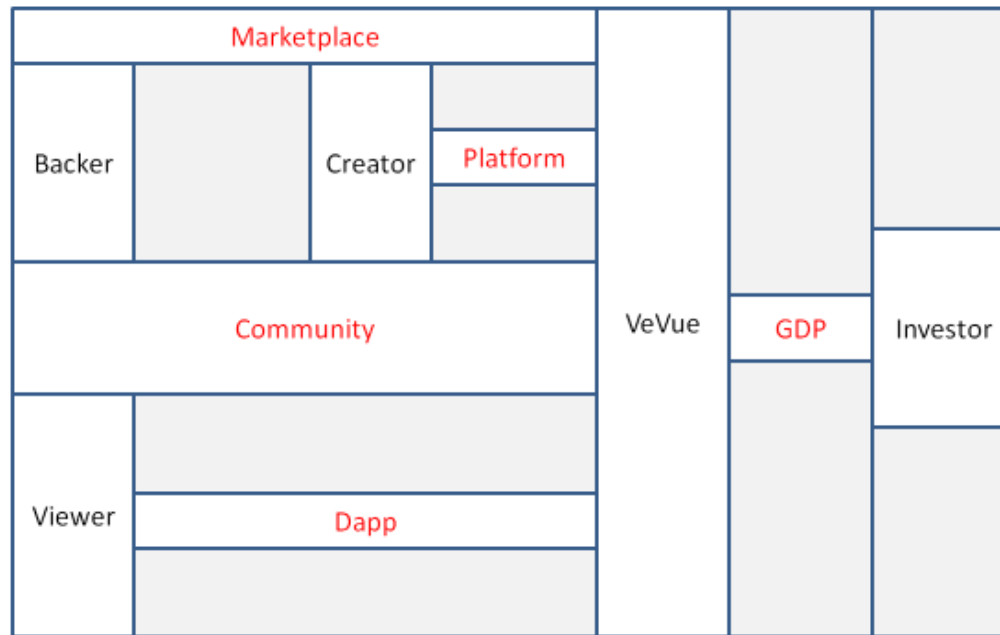 Marketplace
Backer
Creator
Platform
Community
VeVue
GDP
Investor
Viewer
Dapp